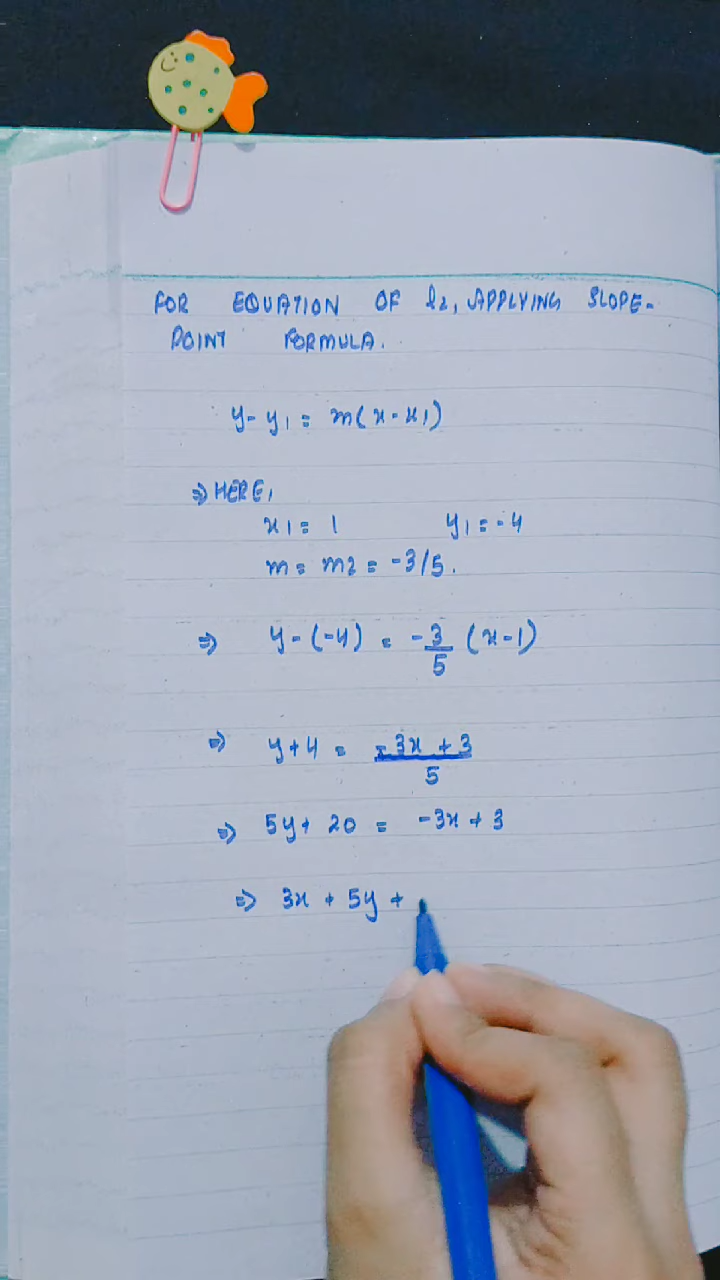 FOR EQUATION OF l2, APPLYING SLOPE-
POINT FORMULA.
y - y1 = m(x - x1)
⇒ HERE,
x1 = 1 y1 = -4
m = m2 = -3/5.
⇒ y - (-4) = -3/5 (x - 1)
⇒ y + 4 = -3x + 3 / 5
⇒ 5y + 20 = -3x + 3
⇒ 3x + 5y +